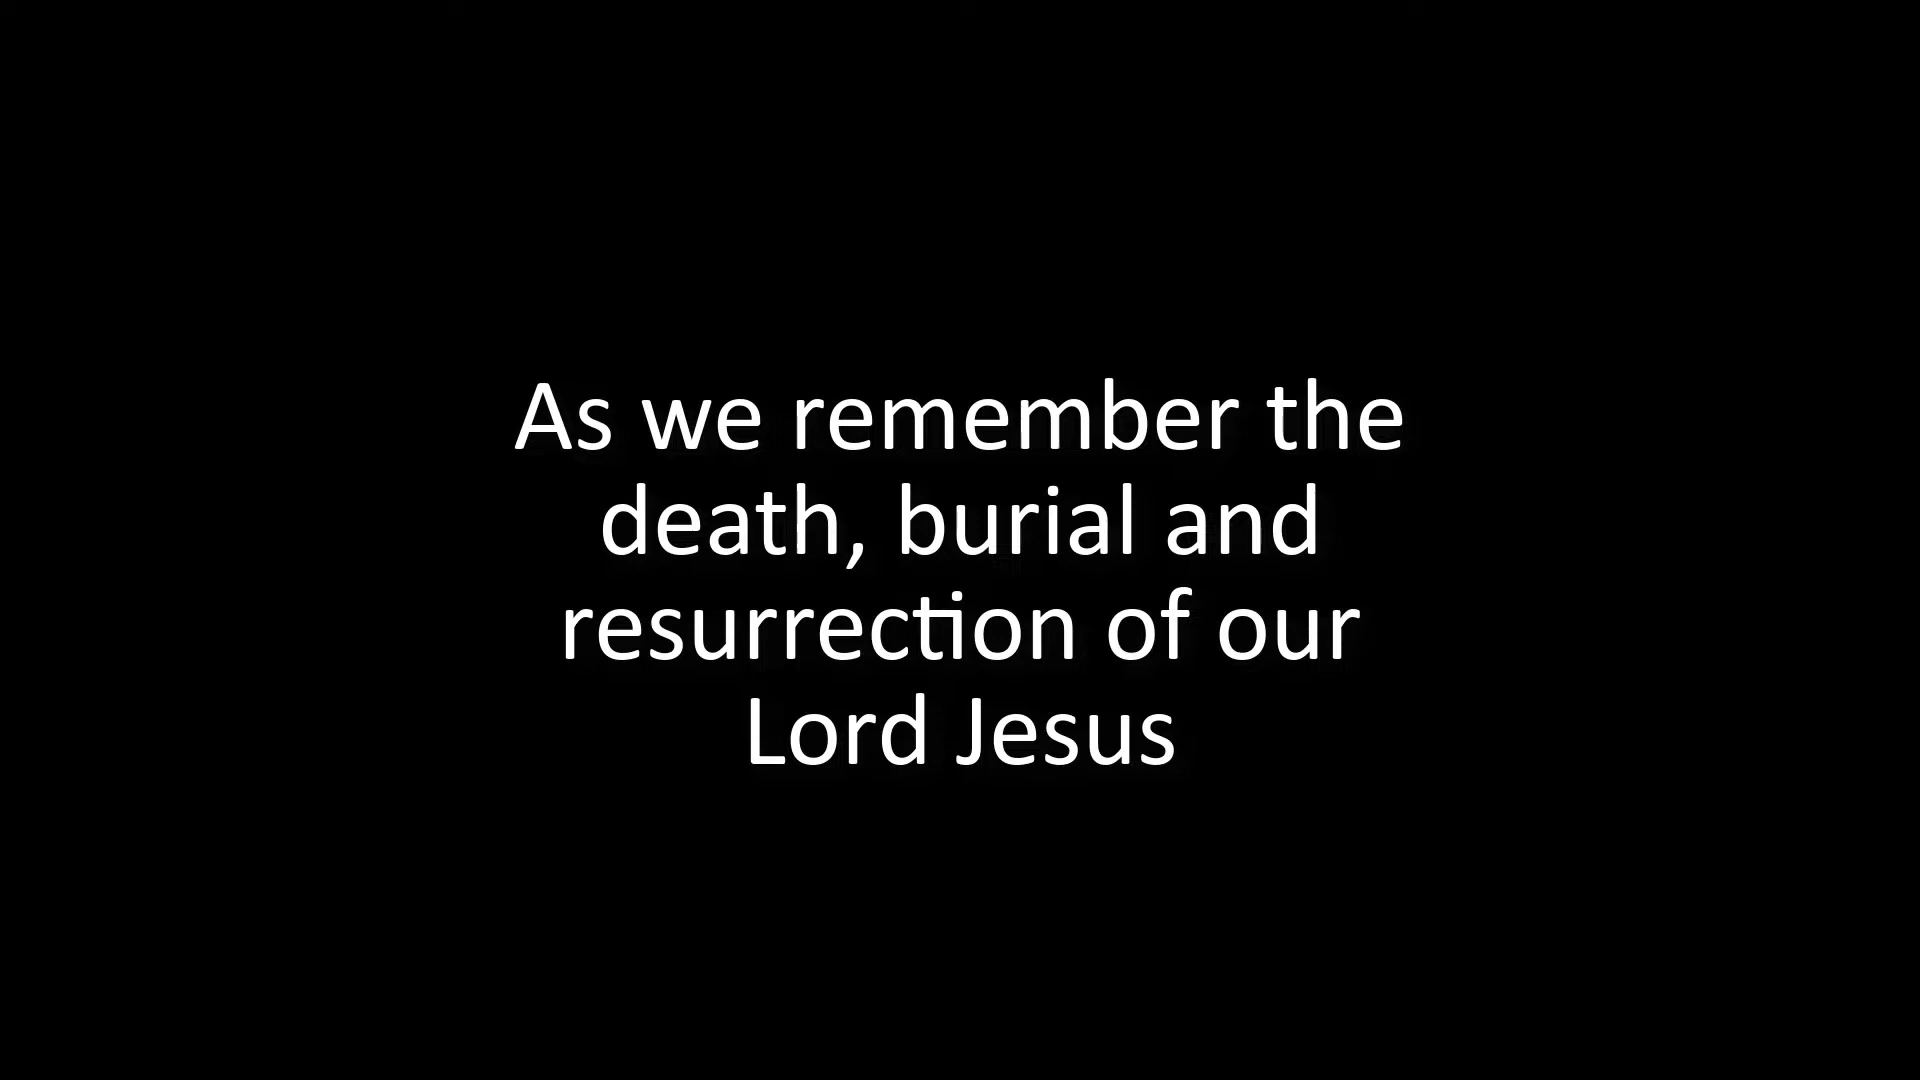 As we remember the
death, burial and
resurrection of our
Lord Jesus